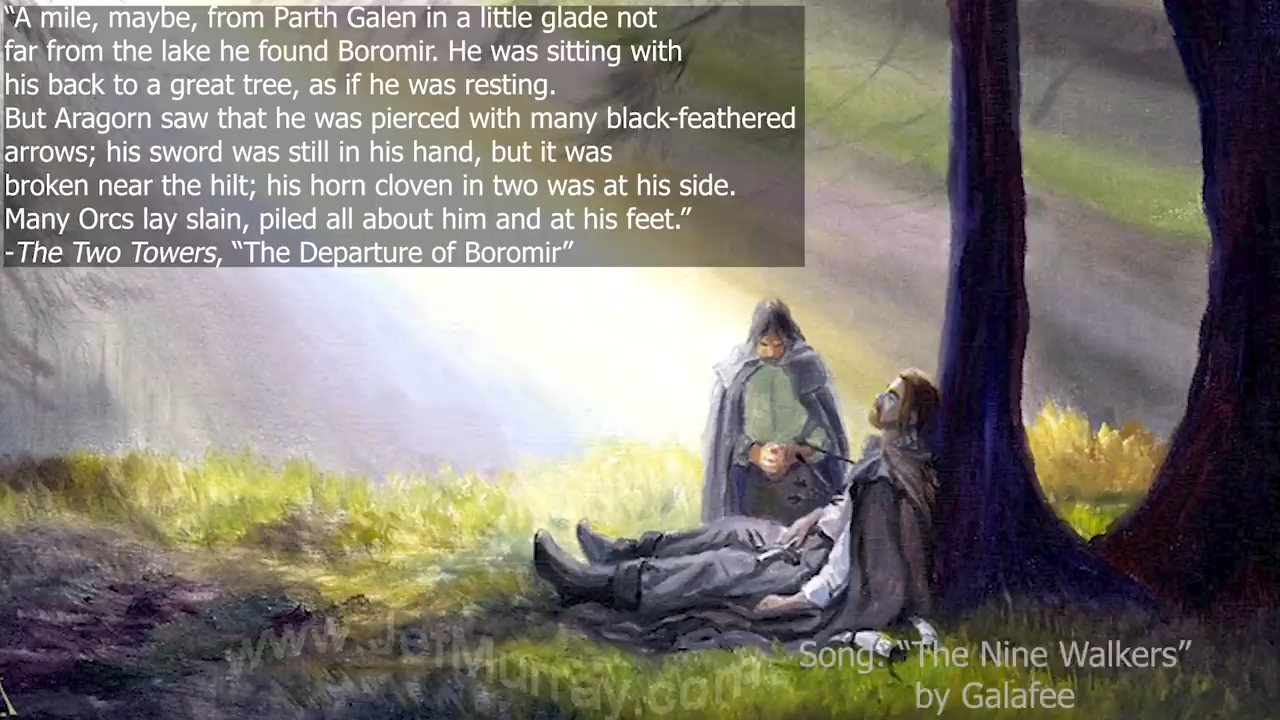 “A mile, maybe, from Parth Galen in a little glade not
far from the lake he found Boromir. He was sitting with
his back to a great tree, as if he was resting.
But Aragorn saw that he was pierced with many black-feathered
arrows; his sword was still in his hand, but it was
broken near the hilt; his horn cloven in two was at his side.
Many Orcs lay slain, piled all about him and at his feet.”
-The Two Towers, “The Departure of Boromir”
www.JefMurray.com
Song: “The Nine Walkers”
by Galafee